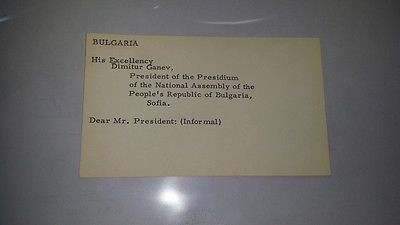 BULGARIA
His Excellency
Dimitur Ganev,
President of the Presidium
of the National Assembly of the
People's Republic of Bulgaria,
Sofia.
Dear Mr. President: (Informal)